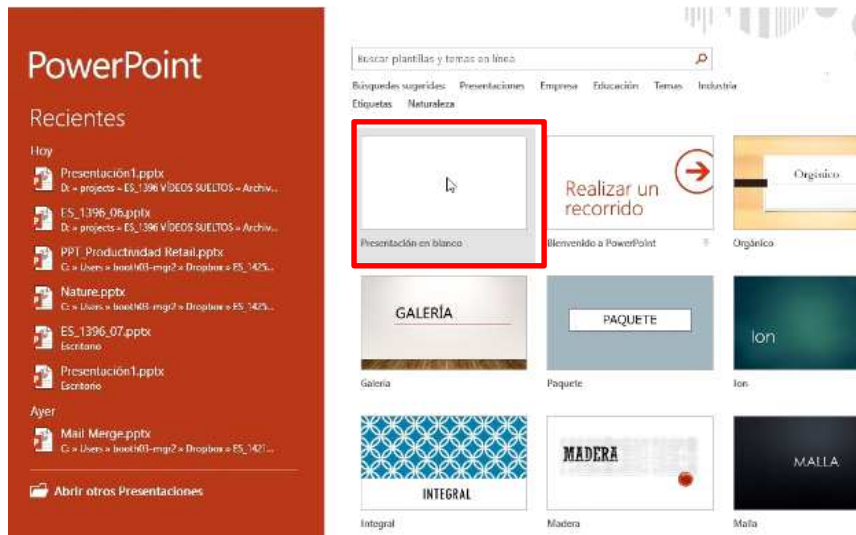 PowerPoint
Recientes
Hoy
Presentación1.pptx
D: » projects » ES_1396 VÍDEOS SUELTOS » Archiv...
ES_1396_06.pptx
D: » projects » ES_1396 VÍDEOS SUELTOS » Archiv...
PPT_Productividad Retail.pptx
C: » Users » booth03-mgr2 » Dropbox » ES_1425...
Nature.pptx
C: » Users » booth03-mgr2 » Dropbox » ES_1425...
ES_1396_07.pptx
Escritorio
Presentación1.pptx
Escritorio
Ayer
Mail Merge.pptx
C: » Users » booth03-mgr2 » Dropbox » ES_1421...
Abrir otros Presentaciones
Buscar plantillas y temas en línea
Búsquedas sugeridas: Presentaciones Empresa Educación Temas Industria
Etiquetas Naturaleza
Presentación en blanco
Realizar un
recorrido
Bienvenido a PowerPoint
Orgánico
Orgánico
GALERÍA
Galería
PAQUETE
Paquete
Ion
Ion
INTEGRAL
Integral
MADERA
Madera
MALLA
Malla